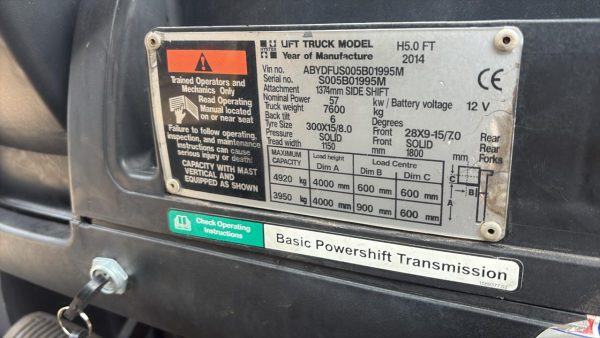 HYSTER LIFT TRUCK MODEL H5.0 FT
Year of Manufacture 2014
Vin no. ABYDFUS005B01995M
Serial no. S005B01995M
Attachment 1374mm SIDE SHIFT
Nominal Power 57 kw / Battery voltage 12 V
Truck weight 7600 kg
Back tilt 6 Degrees
Tyre Size 300X15/8.0 Front 28X9-15/7.0 Rear
Pressure SOLID Front SOLID Rear
Tread width 1150 mm 1800 mm Forks
MAXIMUM CAPACITY Load height Dim A Load Centre Dim B Dim C
4920 kg 4000 mm 600 mm 600 mm
3950 kg 4000 mm 900 mm 600 mm
C
B
A
CE
Trained Operators and
Mechanics Only
Read Operating
Manual located
on or near seat
Failure to follow operating,
inspection, and maintenance
instructions can cause
serious injury or death!
CAPACITY WITH MAST
VERTICAL AND
EQUIPPED AS SHOWN
Check Operating
Instructions
Basic Powershift Transmission